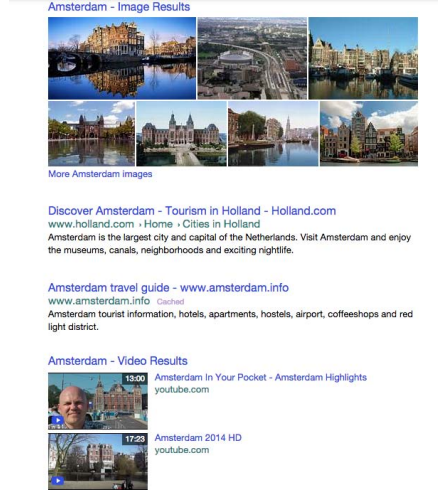 Amsterdam - Image Results
More Amsterdam images
Discover Amsterdam - Tourism in Holland - Holland.com
www.holland.com › Home › Cities in Holland
Amsterdam is the largest city and capital of the Netherlands. Visit Amsterdam and enjoy
the museums, canals, neighborhoods and exciting nightlife.
Amsterdam travel guide - www.amsterdam.info
www.amsterdam.info Cached
Amsterdam tourist information, hotels, apartments, hostels, airport, coffeeshops and red
light district.
Amsterdam - Video Results
13:00
Amsterdam In Your Pocket - Amsterdam Highlights
youtube.com
17:23
Amsterdam 2014 HD
youtube.com